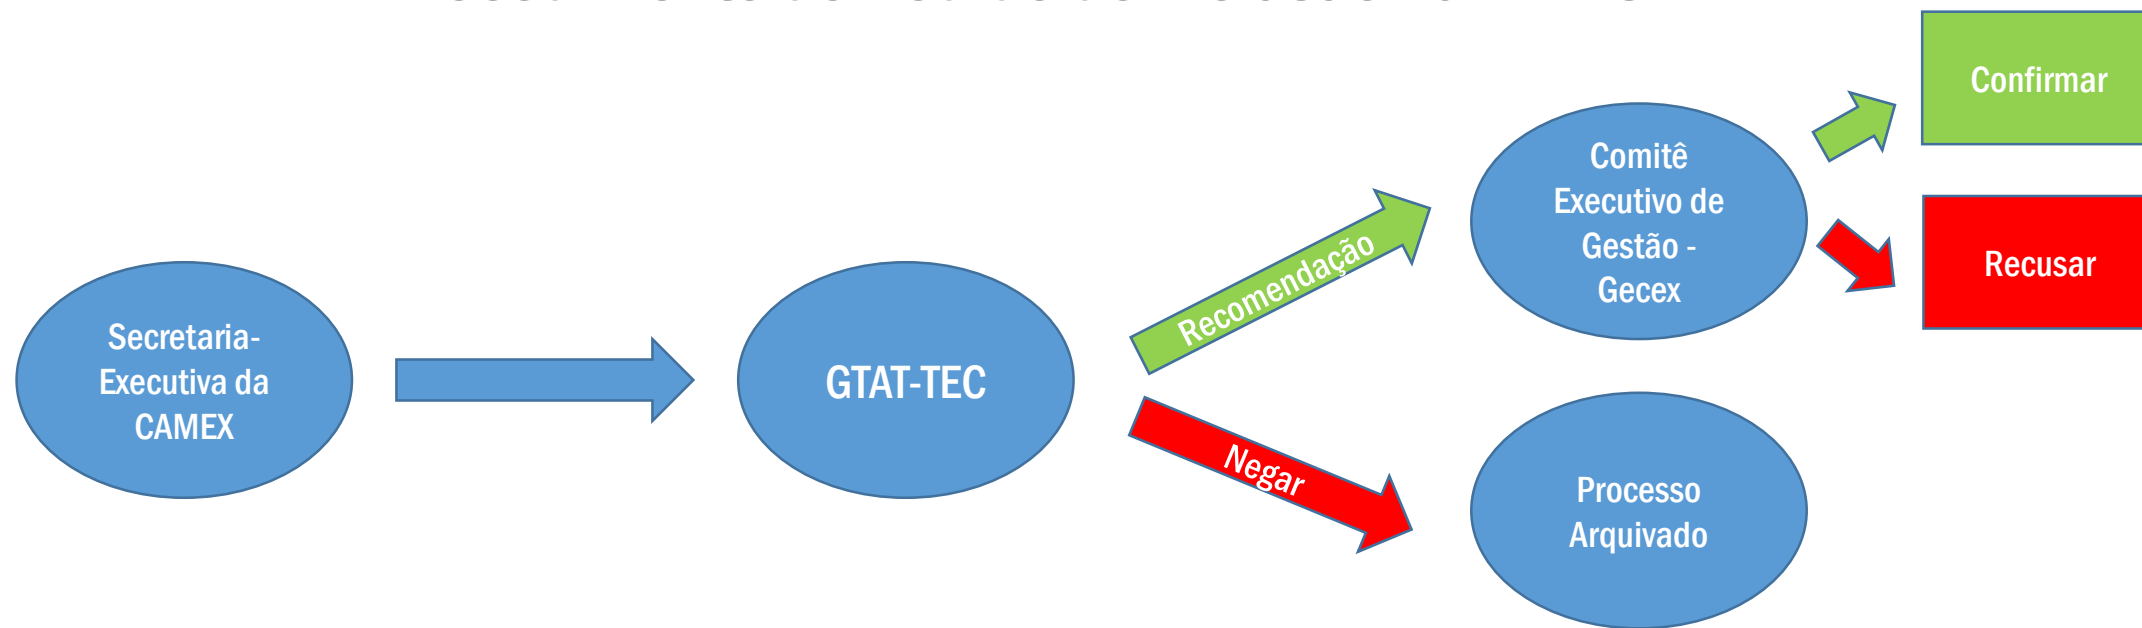 Secretaria-
Executiva da
CAMEX
GTAT-TEC
Recomendação
Negar
Comitê
Executivo de
Gestão -
Gecex
Processo
Arquivado
Confirmar
Recusar